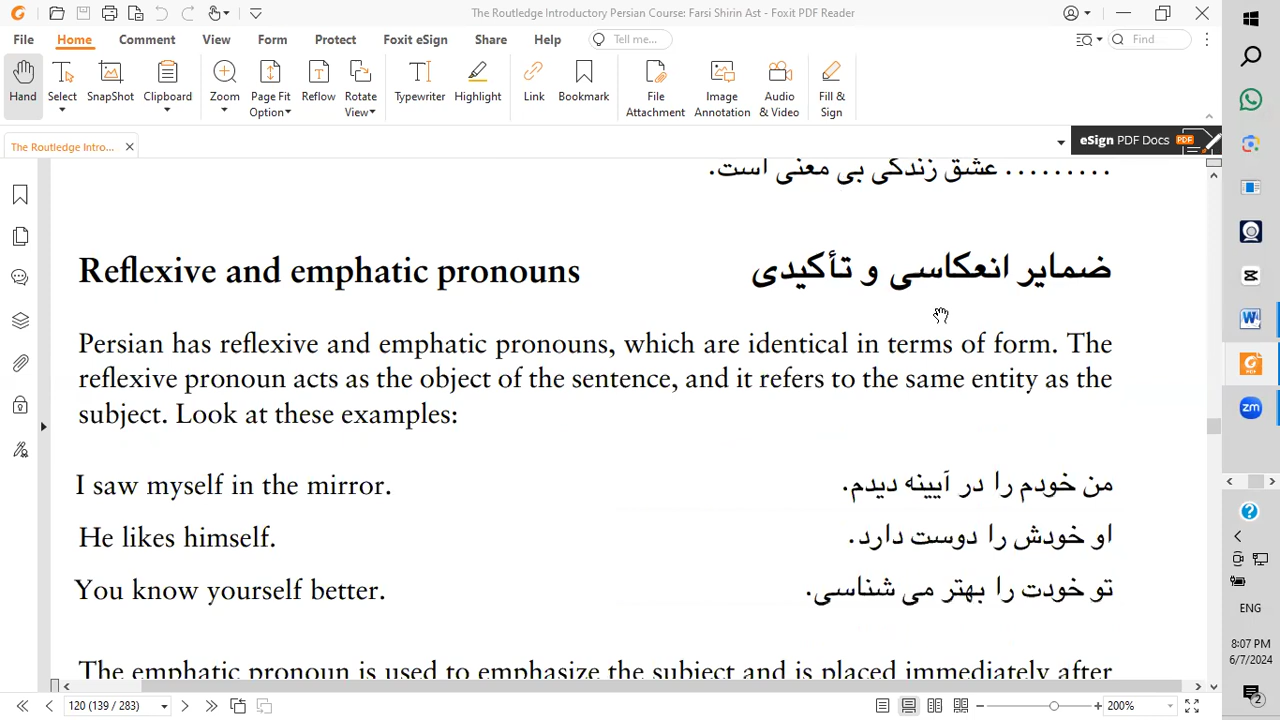 The Routledge Introductory Persian Course: Farsi Shirin Ast - Foxit PDF Reader
File Home Comment View Form Protect Foxit eSign Share Help Tell me... Find
Hand Select SnapShot Clipboard Zoom Page Fit Option Reflow Rotate View Typewriter Highlight Link Bookmark File Attachment Image Annotation Audio & Video Fill & Sign
The Routledge Intro...
eSign PDF Docs PDF
......... عشق زندگی بی معنی است.
Reflexive and emphatic pronouns ضمایر انعکاسی و تأکیدی
Persian has reflexive and emphatic pronouns, which are identical in terms of form. The
reflexive pronoun acts as the object of the sentence, and it refers to the same entity as the
subject. Look at these examples:
I saw myself in the mirror. من خودم را در آیینه دیدم.
He likes himself. او خودش را دوست دارد.
You know yourself better. تو خودت را بهتر می شناسی.
The emphatic pronoun is used to emphasize the subject and is placed immediately after
120 (139 / 283) 200%
zm
ENG
8:07 PM
6/7/2024
2